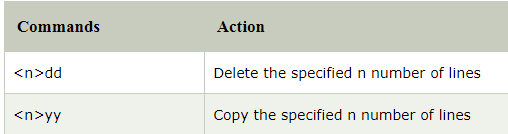 Commands Action
<n>dd Delete the specified n number of lines
<n>yy Copy the specified n number of lines